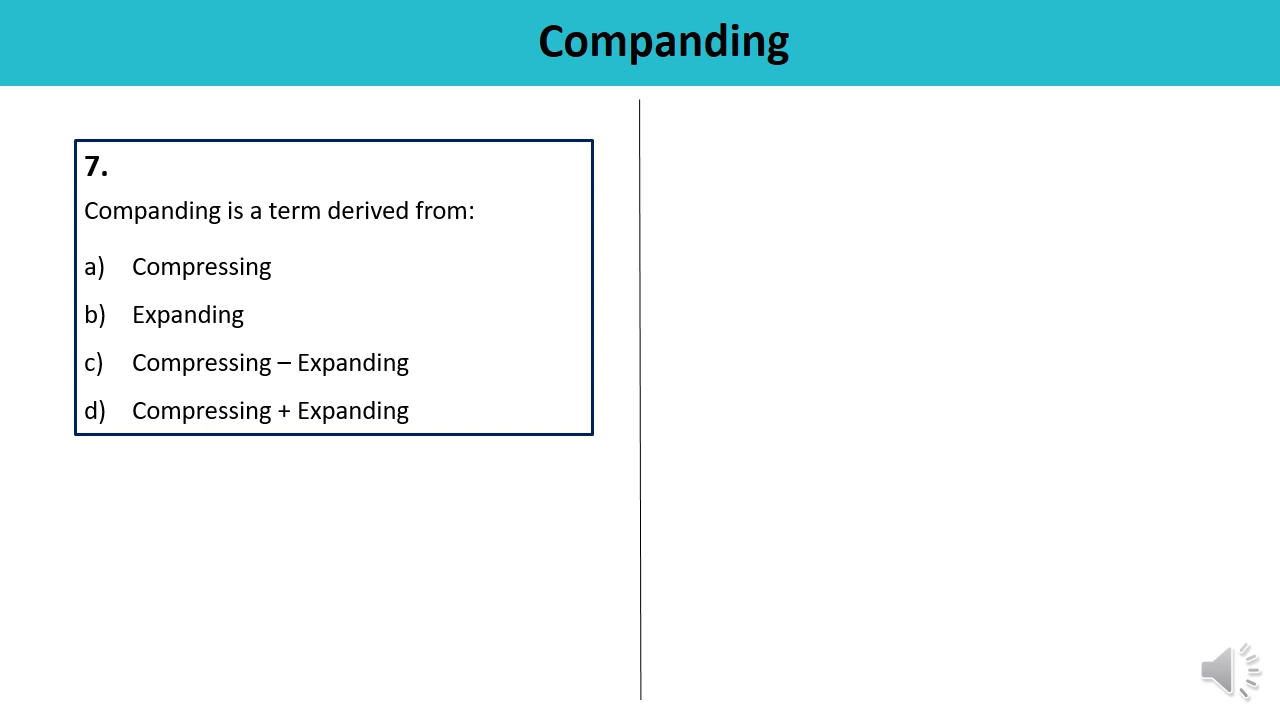 Companding
7.
Companding is a term derived from:
a) Compressing
b) Expanding
c) Compressing – Expanding
d) Compressing + Expanding